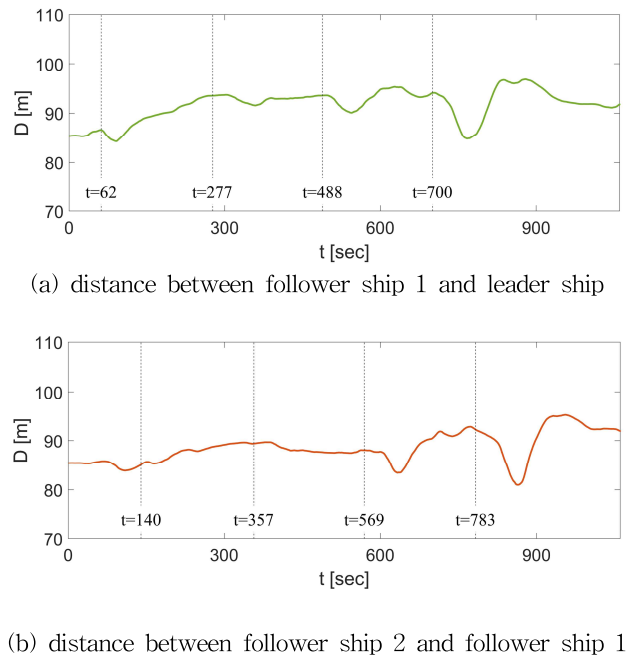 110
100
90
80
70
D [m]
t=62
t=277
t=488
t=700
0
300
600
900
t [sec]
(a) distance between follower ship 1 and leader ship
110
100
90
80
70
D [m]
t=140
t=357
t=569
t=783
0
300
600
900
t [sec]
(b) distance between follower ship 2 and follower ship 1